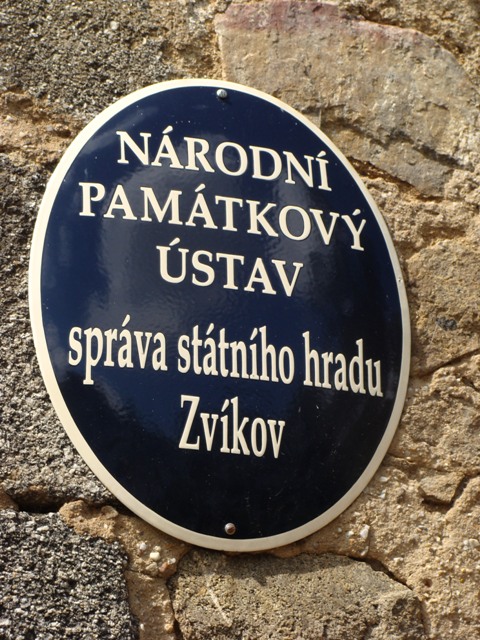 NÁRODNÍ
PAMÁTKOVÝ
ÚSTAV
správa státního hradu
Zvíkov